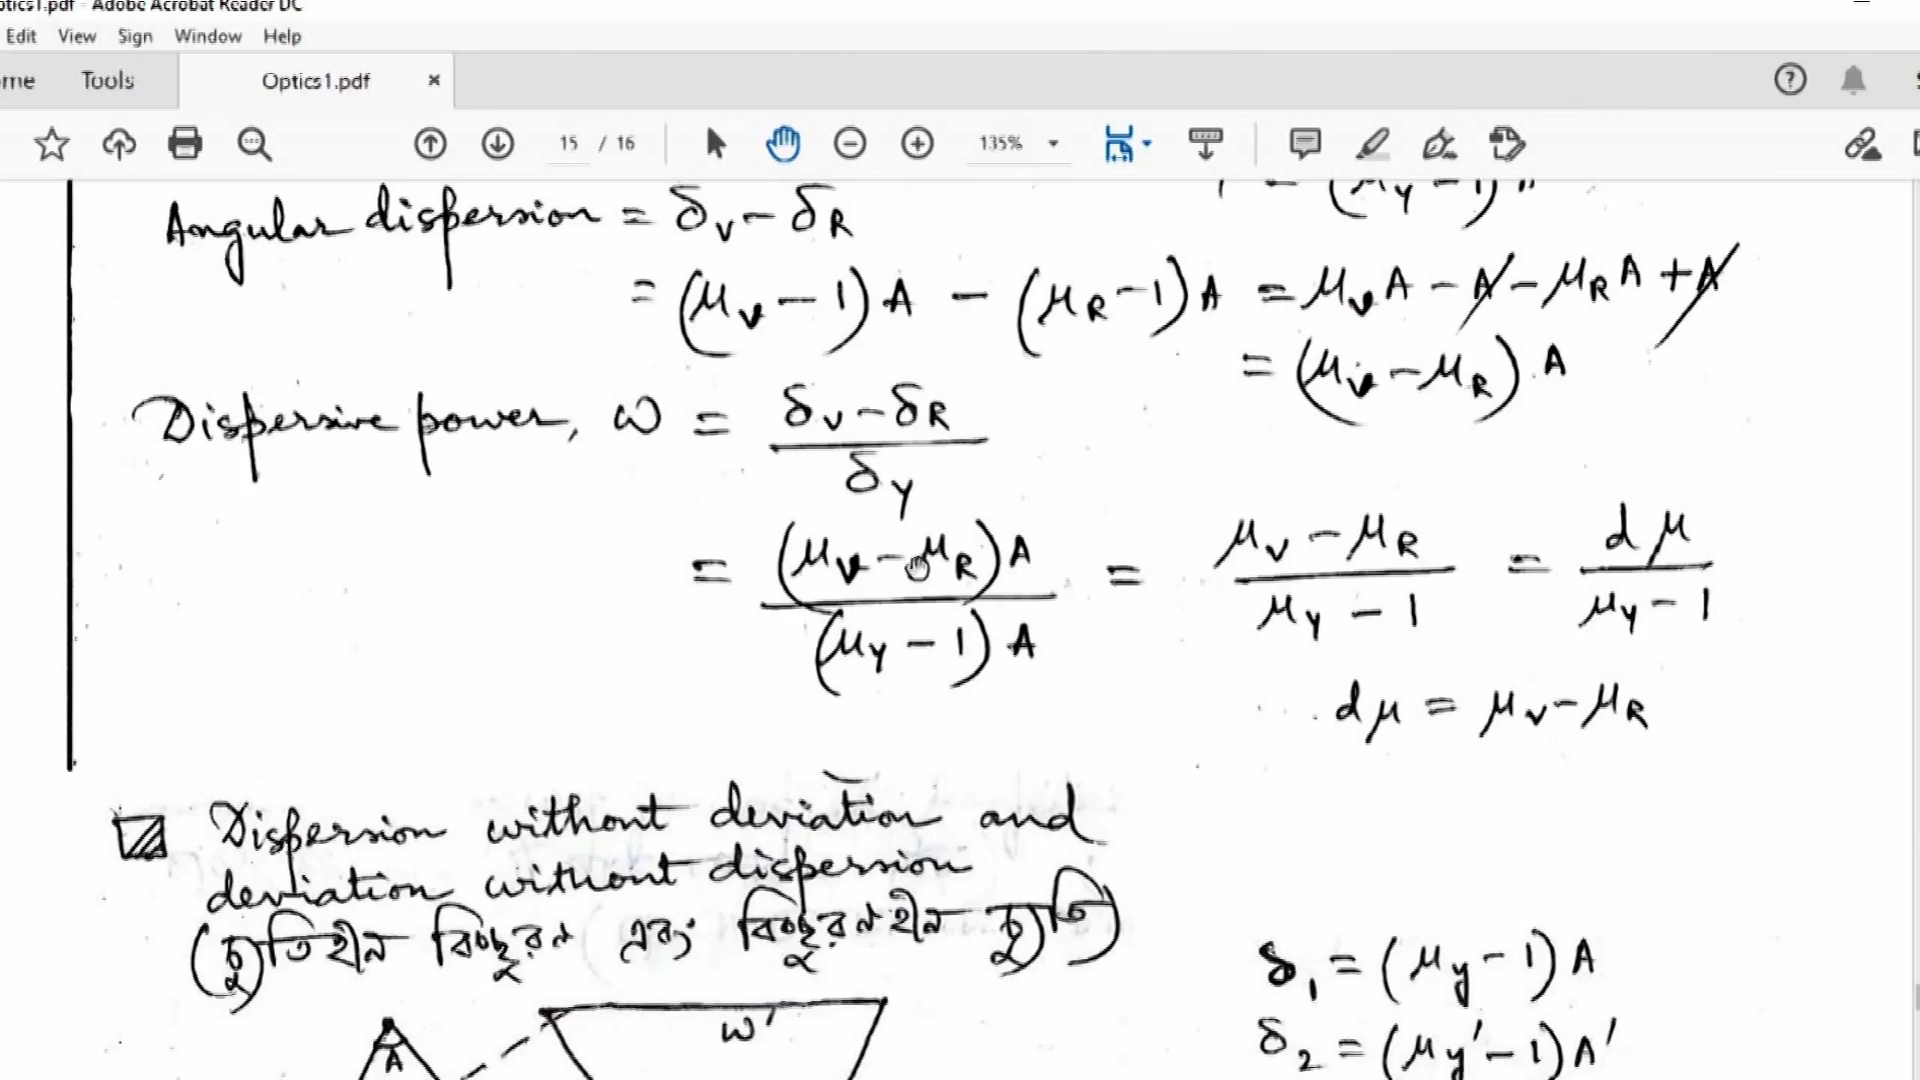 Optics1.pdf - Adobe Acrobat Reader DC
Edit View Sign Window Help
Tools Optics1.pdf ×
15 / 16 135%
Angular dispersion = δV − δR
= (μV − 1) A − (μR − 1) A = μVA − A − μRA + A
= (μV − μR) A
Dispersive power, ω = (δV − δR) / δY
= (μV − μR) A / (μY − 1) A = (μV − μR) / (μY − 1) = dμ / (μY − 1)
dμ = μV − μR
Dispersion without deviation and
deviation without dispersion
(চ্যুতিহীন বিচ্ছুরণ এবং বিচ্ছুরণহীন চ্যুতি)
δ1 = (μy − 1) A
ω'
A
δ2 = (μy' − 1) A'